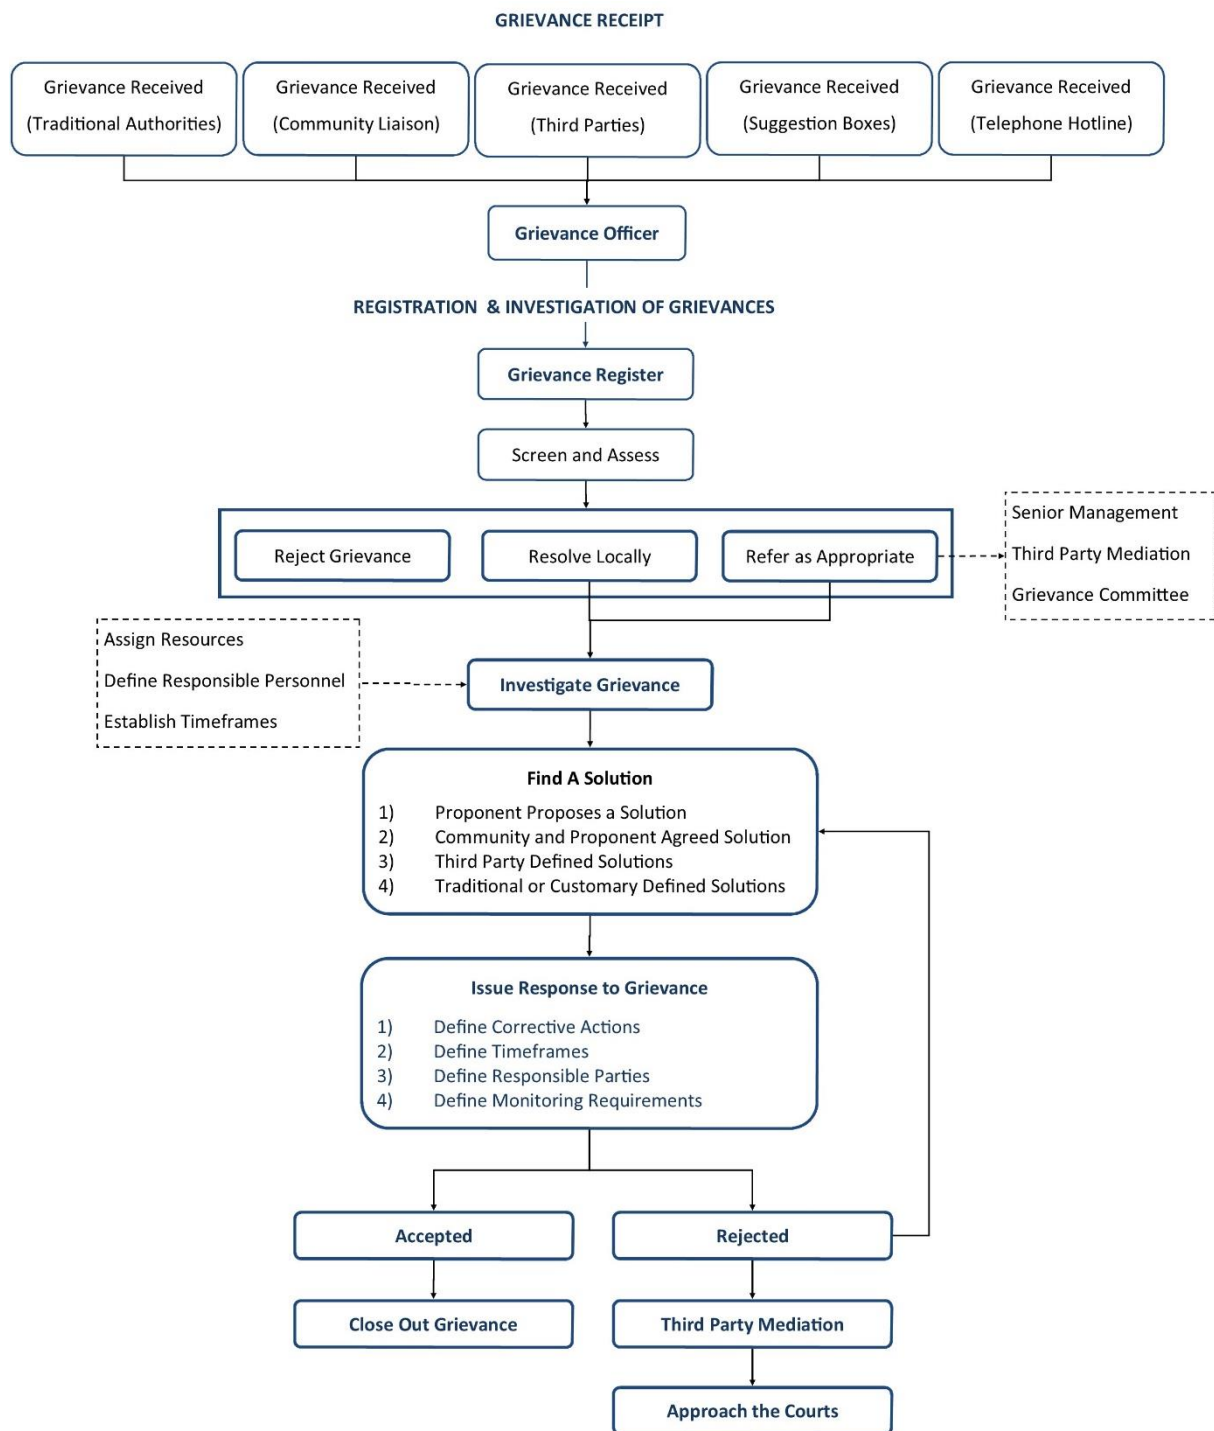 GRIEVANCE RECEIPT
Grievance Received
(Traditional Authorities)
Grievance Received
(Community Liaison)
Grievance Received
(Third Parties)
Grievance Received
(Suggestion Boxes)
Grievance Received
(Telephone Hotline)
Grievance Officer
REGISTRATION & INVESTIGATION OF GRIEVANCES
Grievance Register
Screen and Assess
Reject Grievance
Resolve Locally
Refer as Appropriate
Senior Management
Third Party Mediation
Grievance Committee
Assign Resources
Define Responsible Personnel
Establish Timeframes
Investigate Grievance
Find A Solution
1) Proponent Proposes a Solution
2) Community and Proponent Agreed Solution
3) Third Party Defined Solutions
4) Traditional or Customary Defined Solutions
Issue Response to Grievance
1) Define Corrective Actions
2) Define Timeframes
3) Define Responsible Parties
4) Define Monitoring Requirements
Accepted
Rejected
Close Out Grievance
Third Party Mediation
Approach the Courts